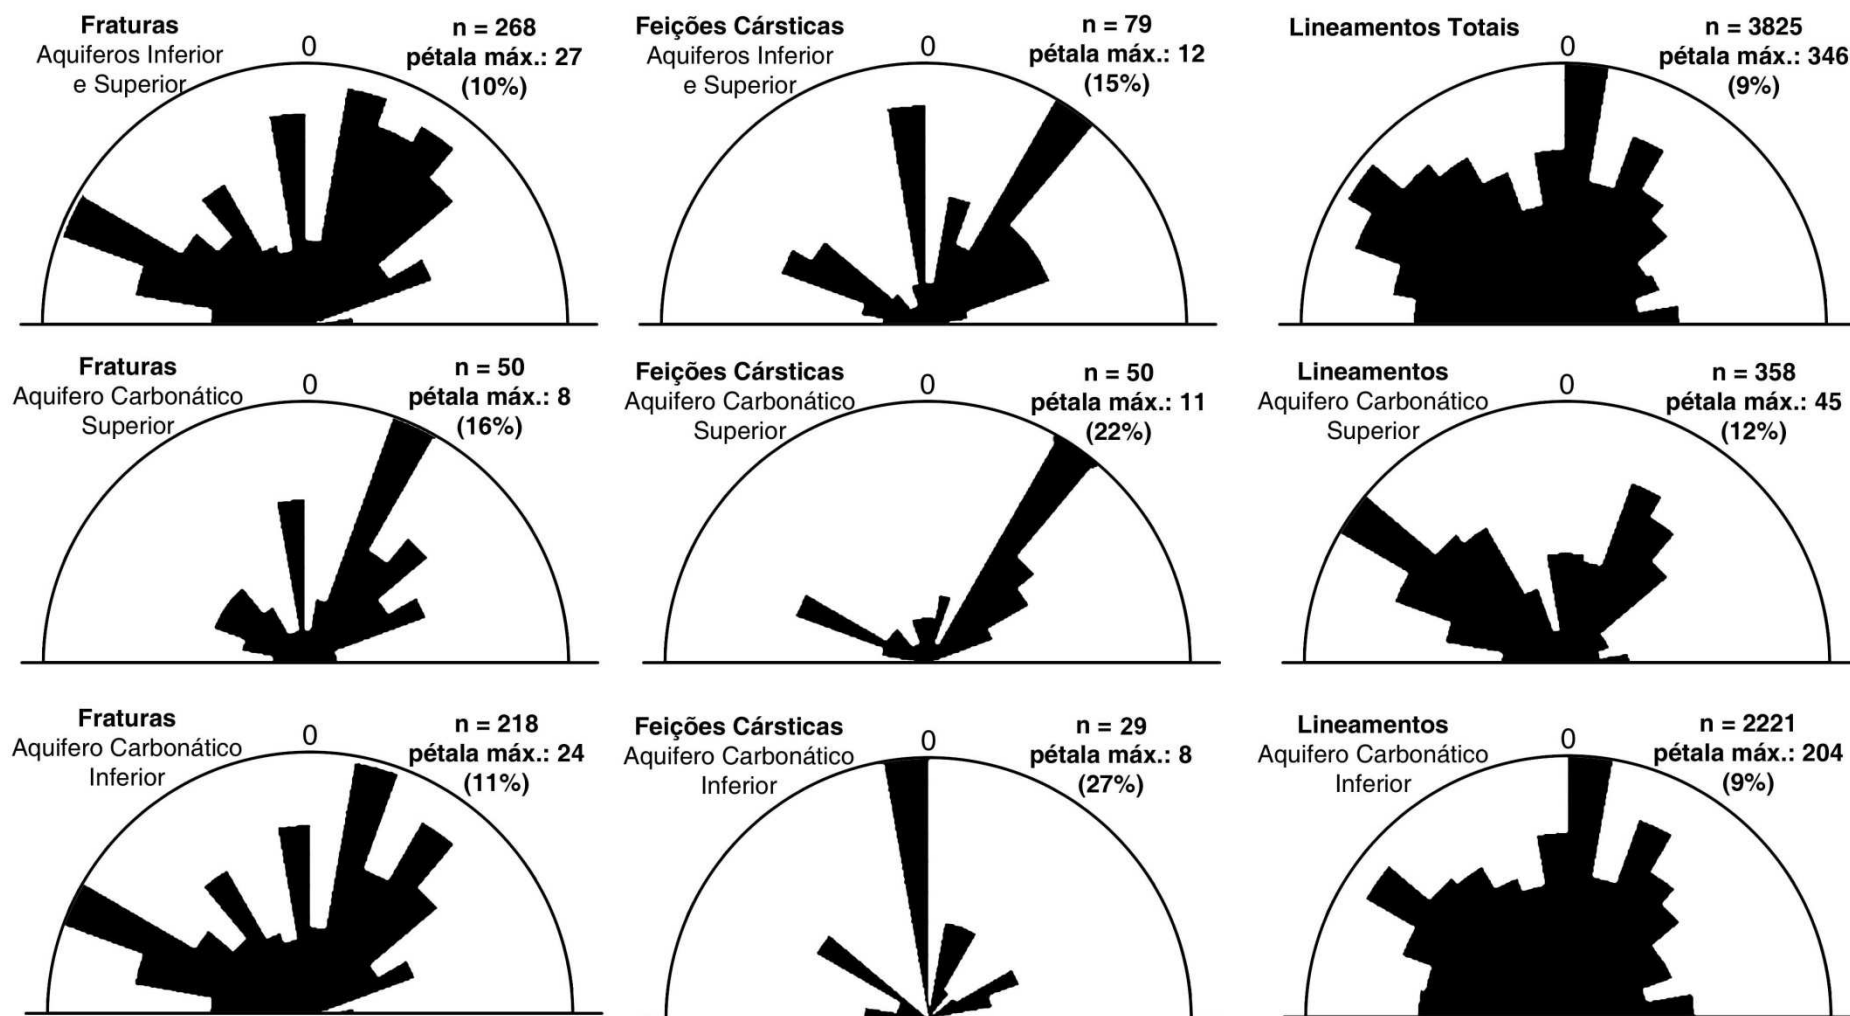 Fraturas
Aquiferos Inferior
e Superior
0
n = 268
pétala máx.: 27
(10%)
Feições Cársticas
Aquiferos Inferior
e Superior
0
n = 79
pétala máx.: 12
(15%)
Lineamentos Totais
0
n = 3825
pétala máx.: 346
(9%)
Fraturas
Aquifero Carbonático
Superior
0
n = 50
pétala máx.: 8
(16%)
Feições Cársticas
Aquifero Carbonático
Superior
0
n = 50
pétala máx.: 11
(22%)
Lineamentos
Aquifero Carbonático
Superior
0
n = 358
pétala máx.: 45
(12%)
Fraturas
Aquifero Carbonático
Inferior
0
n = 218
pétala máx.: 24
(11%)
Feições Cársticas
Aquifero Carbonático
Inferior
0
n = 29
pétala máx.: 8
(27%)
Lineamentos
Aquifero Carbonático
Inferior
0
n = 2221
pétala máx.: 204
(9%)